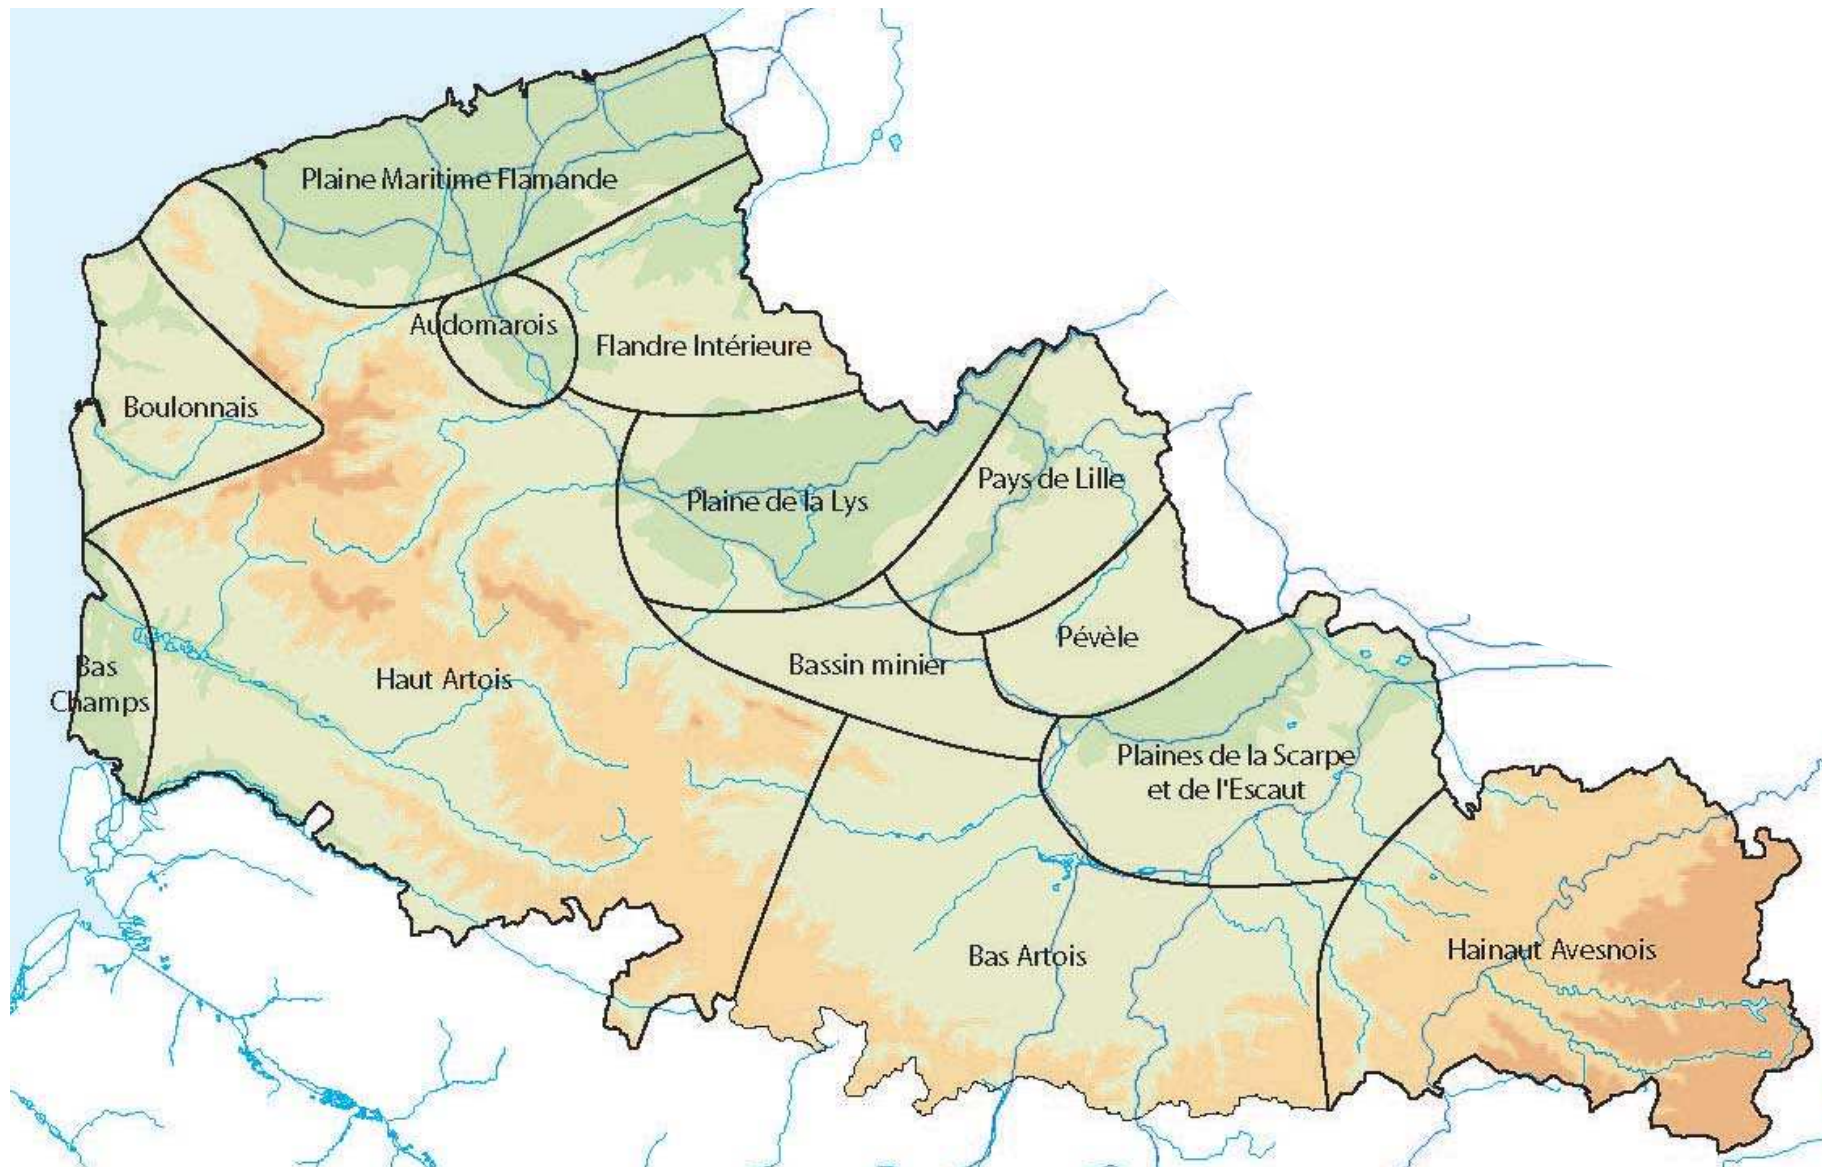 Plaine Maritime Flamande
Audomarois
Flandre Intérieure
Boulonnais
Pays de Lille
Plaine de la Lys
Pévèle
Bassin minier
Bas
Champs
Haut Artois
Plaines de la Scarpe
et de l'Escaut
Bas Artois
Hainaut Avesnois